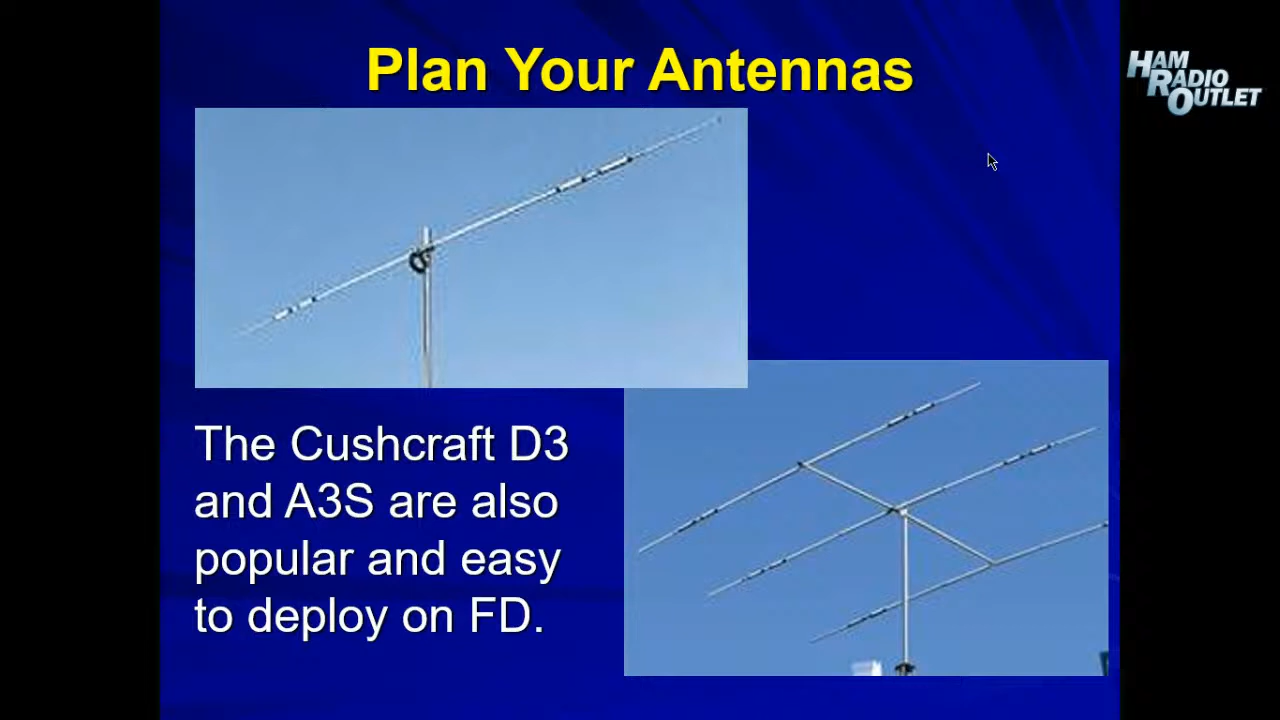 Plan Your Antennas
HAM
RADIO
OUTLET
The Cushcraft D3
and A3S are also
popular and easy
to deploy on FD.